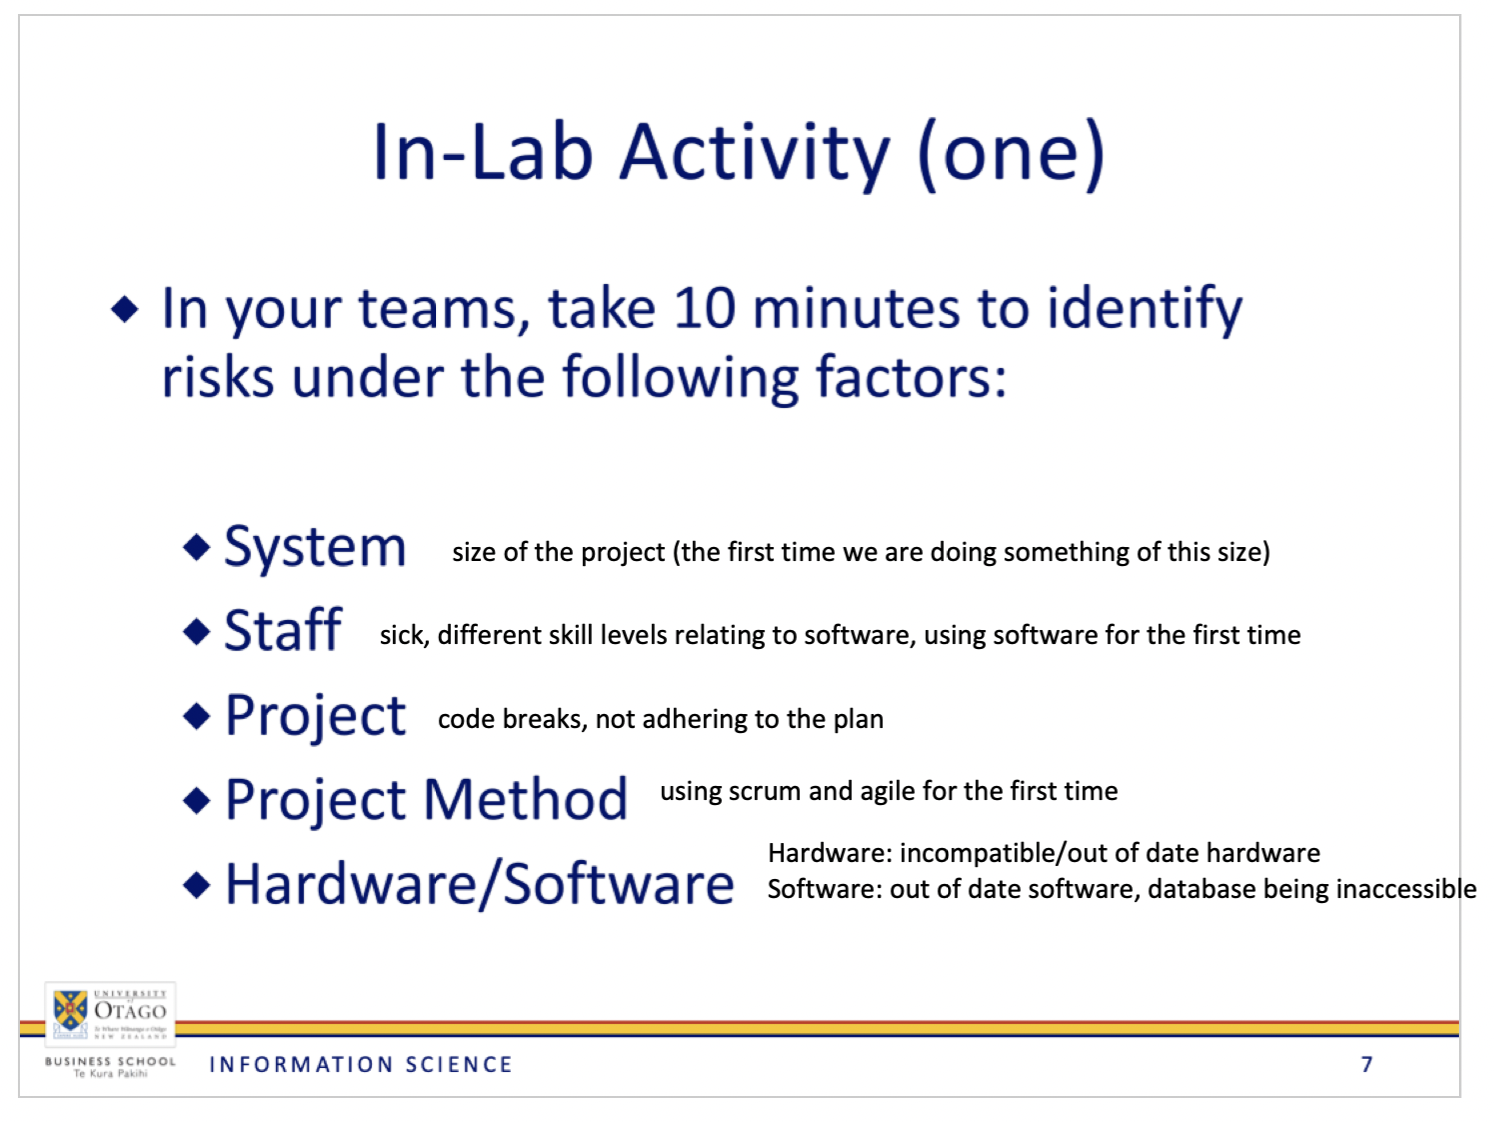 In-Lab Activity (one)
◆ In your teams, take 10 minutes to identify
risks under the following factors:
◆ System size of the project (the first time we are doing something of this size)
◆ Staff sick, different skill levels relating to software, using software for the first time
◆ Project code breaks, not adhering to the plan
◆ Project Method using scrum and agile for the first time
Hardware: incompatible/out of date hardware
◆ Hardware/Software Software: out of date software, database being inaccessible
UNIVERSITY
of
OTAGO
Te Whare Wānanga o Otāgo
NEW ZEALAND
BUSINESS SCHOOL
Te Kura Pakihi
INFORMATION SCIENCE
7